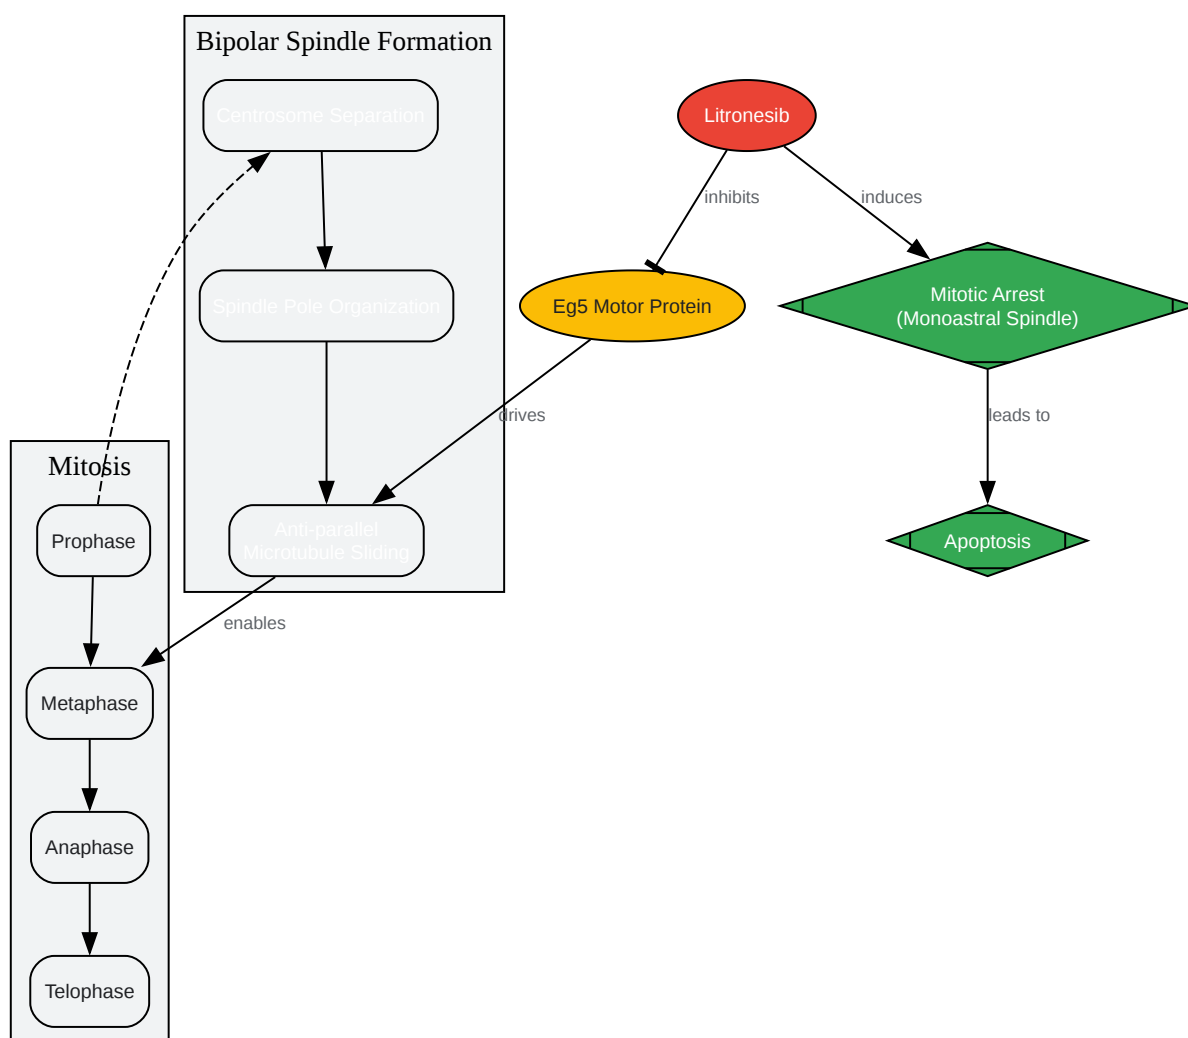 Bipolar Spindle Formation
Centrosome Separation
Litronesib
inhibits
induces
Spindle Pole Organization
Eg5 Motor Protein
Mitotic Arrest
(Monoastral Spindle)
drives
leads to
Mitosis
Prophase
Anti-parallel
Microtubule Sliding
Apoptosis
enables
Metaphase
Anaphase
Telophase